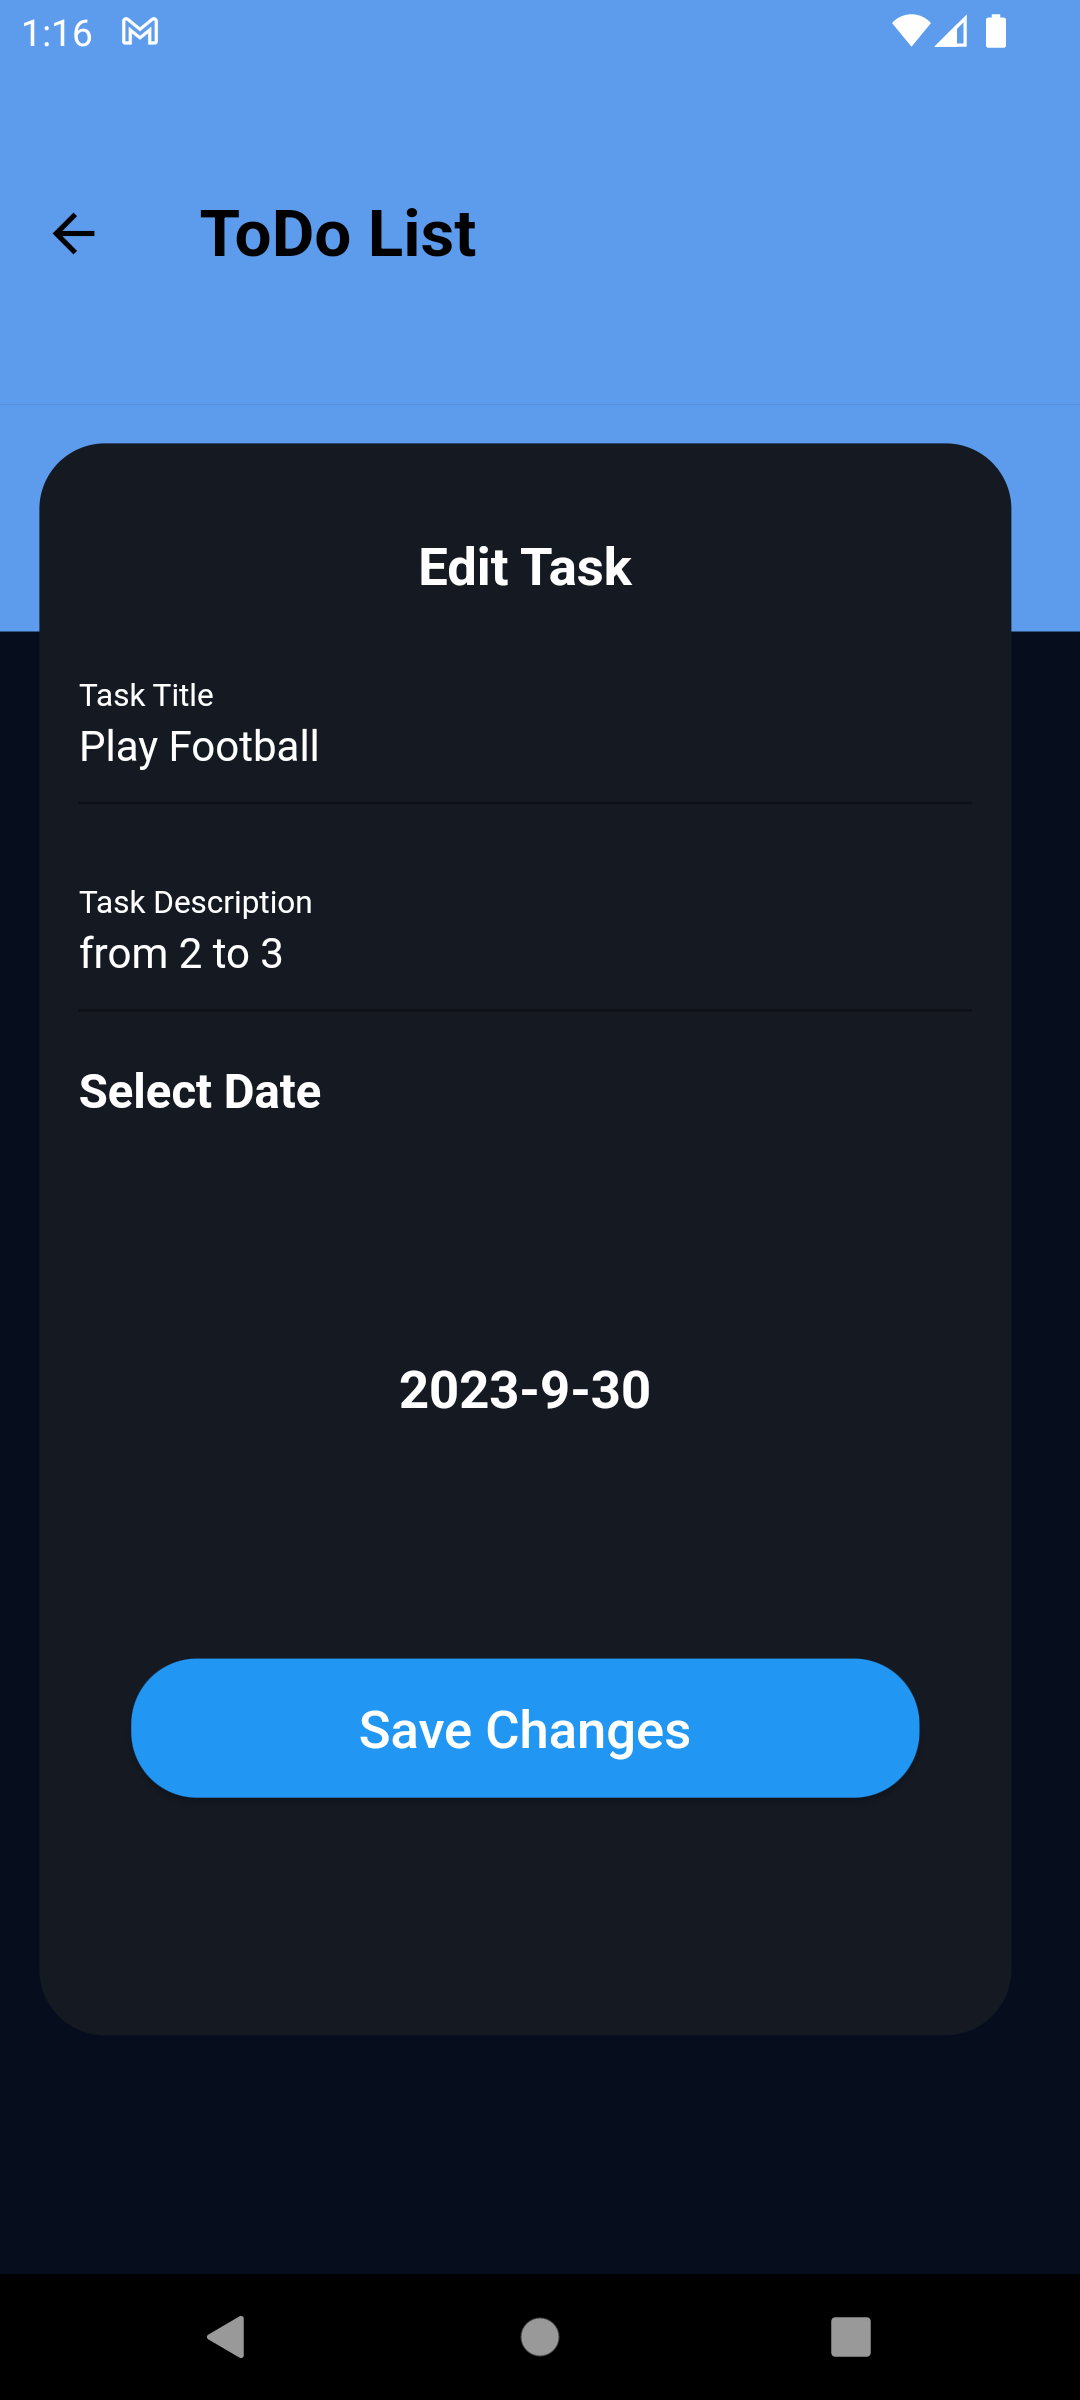 1:16
ToDo List
Edit Task
Task Title
Play Football
Task Description
from 2 to 3
Select Date
2023-9-30
Save Changes